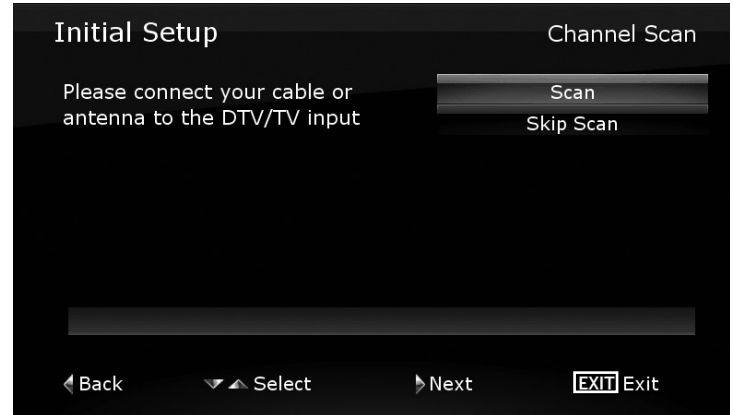 Initial Setup
Channel Scan
Please connect your cable or
antenna to the DTV/TV input
Scan
Skip Scan
Back
Select
Next
EXIT Exit